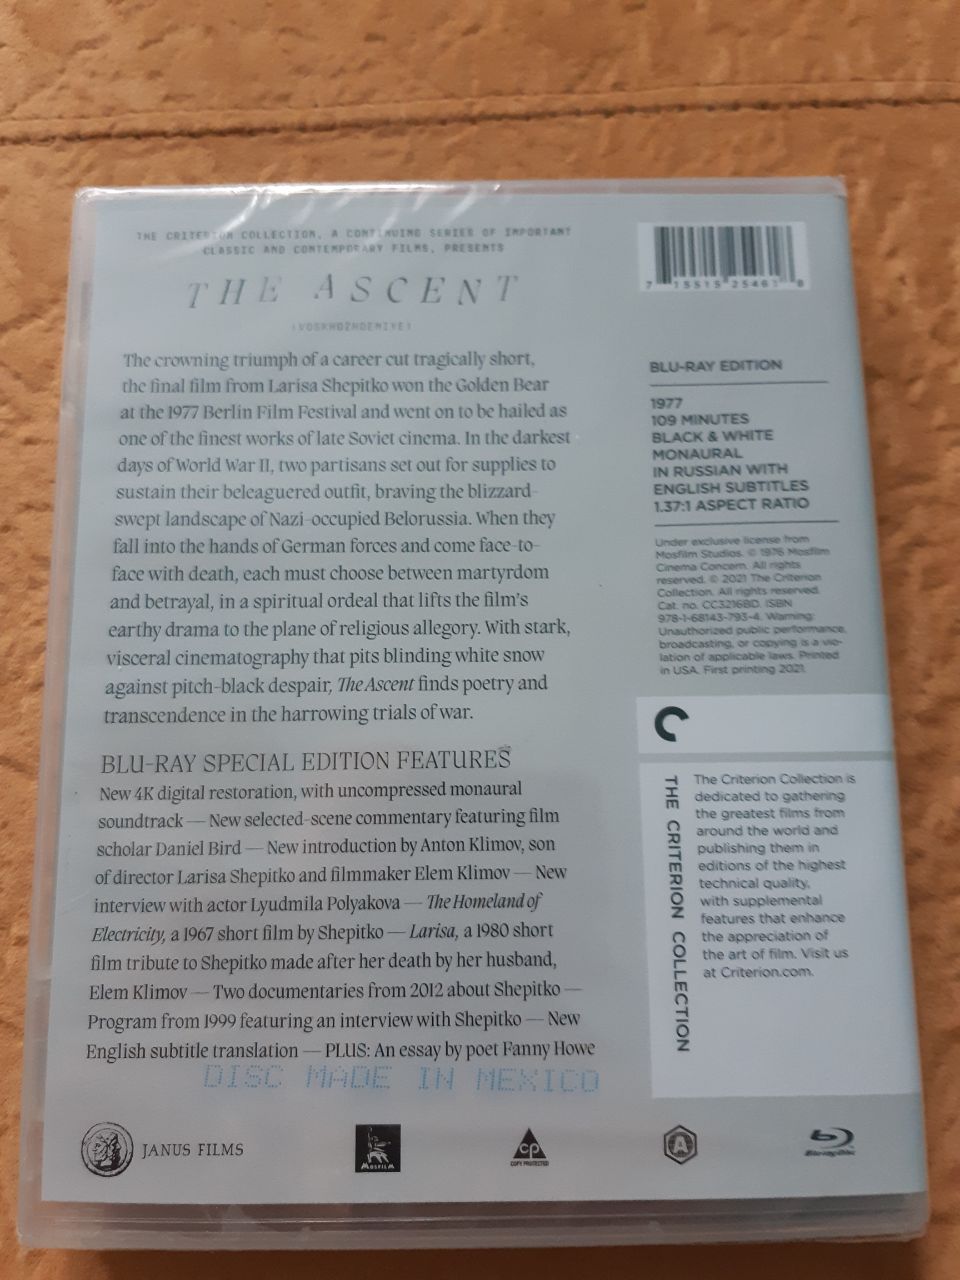 THE CRITERION COLLECTION, A CONTINUING SERIES OF IMPORTANT
CLASSIC AND CONTEMPORARY FILMS, PRESENTS
THE ASCENT
(VOSKHOZHDENIYE)
The crowning triumph of a career cut tragically short,
the final film from Larisa Shepitko won the Golden Bear
at the 1977 Berlin Film Festival and went on to be hailed as
one of the finest works of late Soviet cinema. In the darkest
days of World War II, two partisans set out for supplies to
sustain their beleaguered outfit, braving the blizzard-
swept landscape of Nazi-occupied Belorussia. When they
fall into the hands of German forces and come face-to-
face with death, each must choose between martyrdom
and betrayal, in a spiritual ordeal that lifts the film's
earthy drama to the plane of religious allegory. With stark,
visceral cinematography that pits blinding white snow
against pitch-black despair, The Ascent finds poetry and
transcendence in the harrowing trials of war.
BLU-RAY SPECIAL EDITION FEATURES
New 4K digital restoration, with uncompressed monaural
soundtrack — New selected-scene commentary featuring film
scholar Daniel Bird — New introduction by Anton Klimov, son
of director Larisa Shepitko and filmmaker Elem Klimov — New
interview with actor Lyudmila Polyakova — The Homeland of
Electricity, a 1967 short film by Shepitko — Larisa, a 1980 short
film tribute to Shepitko made after her death by her husband,
Elem Klimov — Two documentaries from 2012 about Shepitko —
Program from 1999 featuring an interview with Shepitko — New
English subtitle translation — PLUS: An essay by poet Fanny Howe
DISC MADE IN MEXICO
7 15515 25461 8
BLU-RAY EDITION
1977
109 MINUTES
BLACK & WHITE
MONAURAL
IN RUSSIAN WITH
ENGLISH SUBTITLES
1.37:1 ASPECT RATIO
Under exclusive license from
Mosfilm Studios. © 1976 Mosfilm
Cinema Concern. All rights
reserved. © 2021 The Criterion
Collection. All rights reserved.
Cat. no. CC3216BD. ISBN
978-1-68143-793-4. Warning:
Unauthorized public performance,
broadcasting, or copying is a vio-
lation of applicable laws. Printed
in USA. First printing 2021.
THE CRITERION COLLECTION
The Criterion Collection is
dedicated to gathering
the greatest films from
around the world and
publishing them in
editions of the highest
technical quality,
with supplemental
features that enhance
the appreciation of
the art of film. Visit us
at Criterion.com.
JANUS FILMS
MOSFILM
CP
COPY PROTECTED
A
Blu-ray Disc